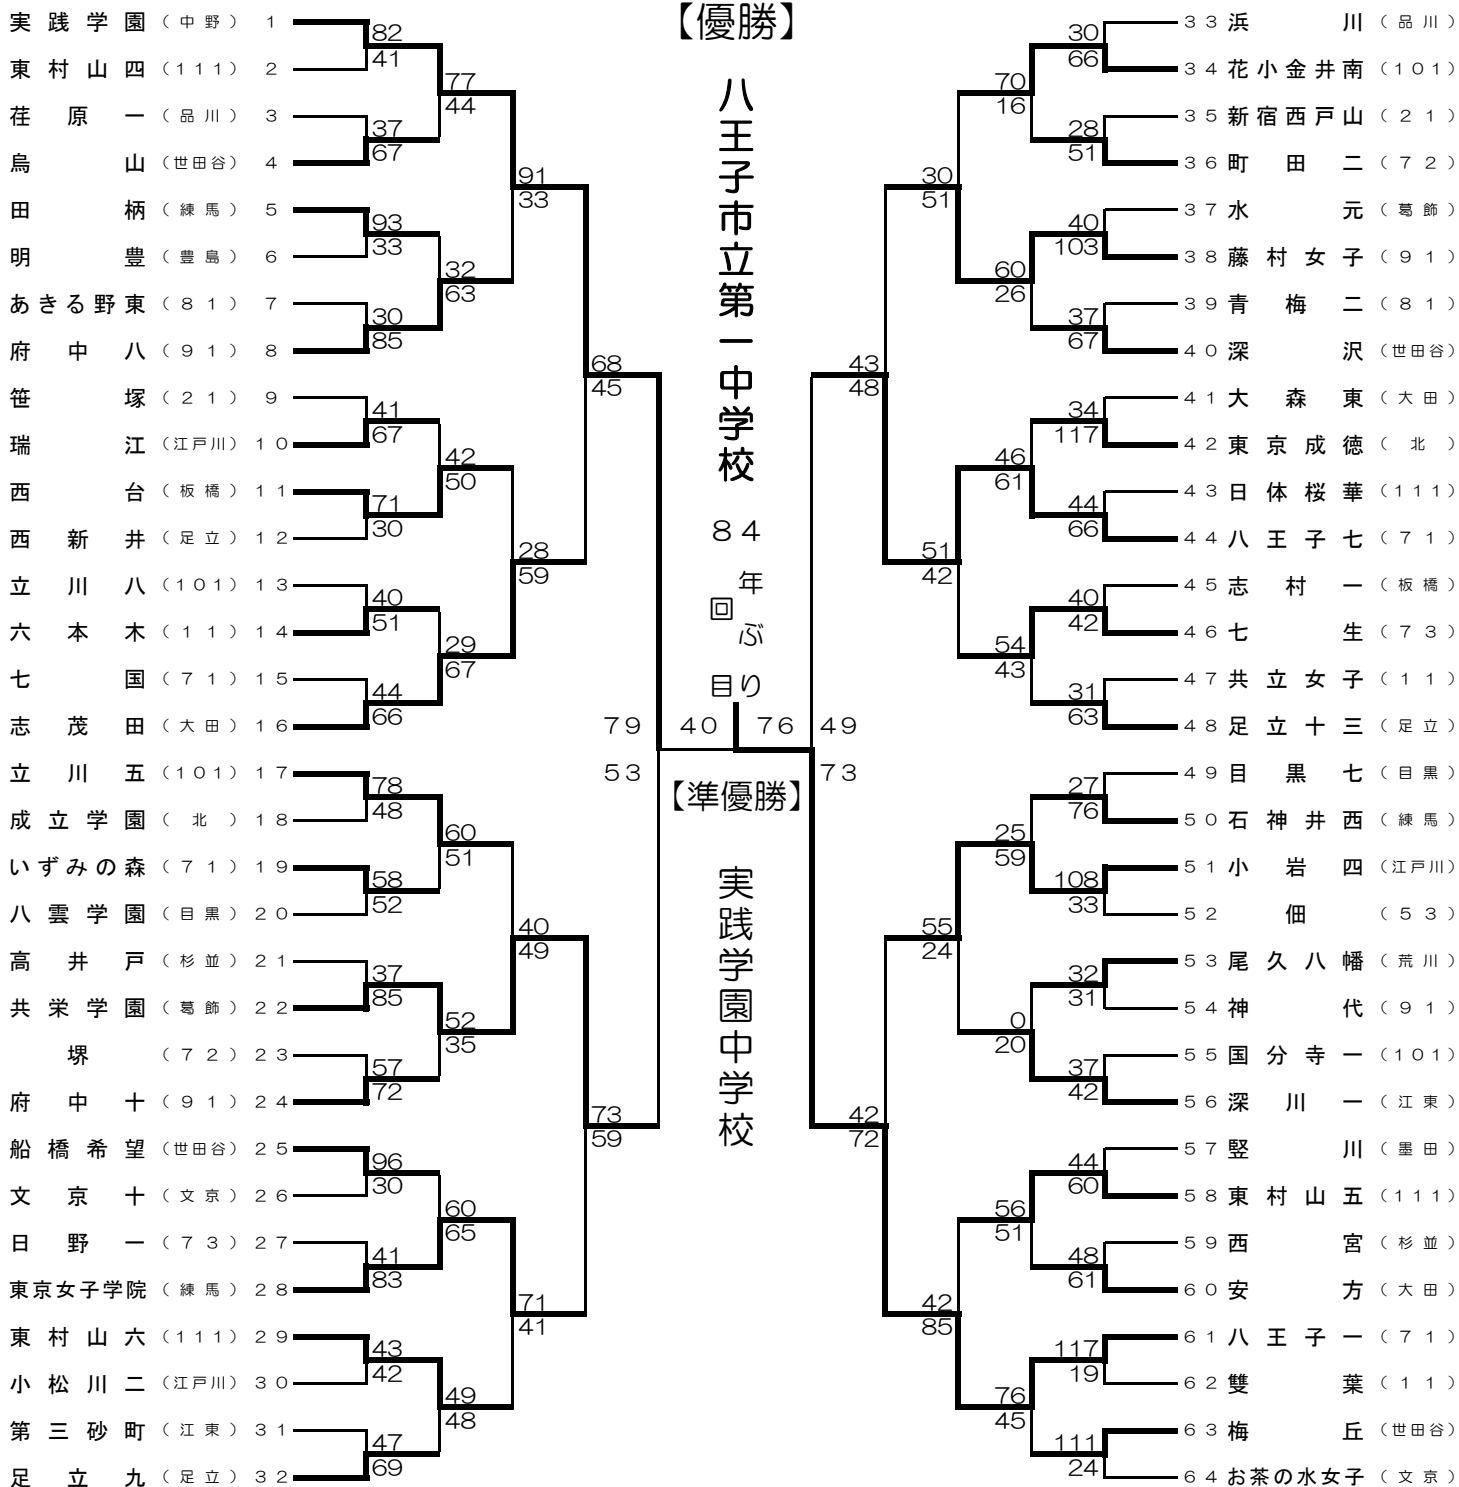 【優勝】
八王子市立第一中学校
84年ぶり
回目
【準優勝】
実践学園中学校
79 40 76 49
53 73
実践学園（中野）1
82
41
東村山四（111）2
77
44
荏原一（品川）3
37
67
烏山（世田谷）4
91
33
田柄（練馬）5
93
33
明豊（豊島）6
32
63
あきる野東（81）7
30
85
府中八（91）8
68
45
笹塚（21）9
41
67
瑞江（江戸川）10
42
50
西台（板橋）11
71
30
西新井（足立）12
28
59
立川八（101）13
40
51
六本木（11）14
29
67
七国（71）15
44
66
志茂田（大田）16
立川五（101）17
78
48
成立学園（北）18
60
51
いずみの森（71）19
58
52
八雲学園（目黒）20
40
49
高井戸（杉並）21
37
85
共栄学園（葛飾）22
52
35
堺（72）23
57
72
府中十（91）24
73
59
船橋希望（世田谷）25
96
30
文京十（文京）26
60
65
日野一（73）27
41
83
東京女子学院（練馬）28
71
41
東村山六（111）29
43
42
小松川二（江戸川）30
49
48
第三砂町（江東）31
47
69
足立九（足立）32
33浜川（品川）
30
66
34花小金井南（101）
70
16
35新宿西戸山（21）
28
51
36町田二（72）
30
51
37水元（葛飾）
40
103
38藤村女子（91）
60
26
39青梅二（81）
37
67
40深沢（世田谷）
43
48
41大森東（大田）
34
117
42東京成徳（北）
46
61
43日体桜華（111）
44
66
44八王子七（71）
51
42
45志村一（板橋）
40
42
46七生（73）
54
43
47共立女子（11）
31
63
48足立十三（足立）
49目黒七（目黒）
27
76
50石神井西（練馬）
25
59
51小岩四（江戸川）
108
33
52佃（53）
55
24
53尾久八幡（荒川）
32
31
54神代（91）
0
20
55国分寺一（101）
37
42
56深川一（江東）
42
72
57竪川（墨田）
44
60
58東村山五（111）
56
51
59西宮（杉並）
48
61
60安方（大田）
42
85
61八王子一（71）
117
19
62雙葉（11）
76
45
63梅丘（世田谷）
111
24
64お茶の水女子（文京）